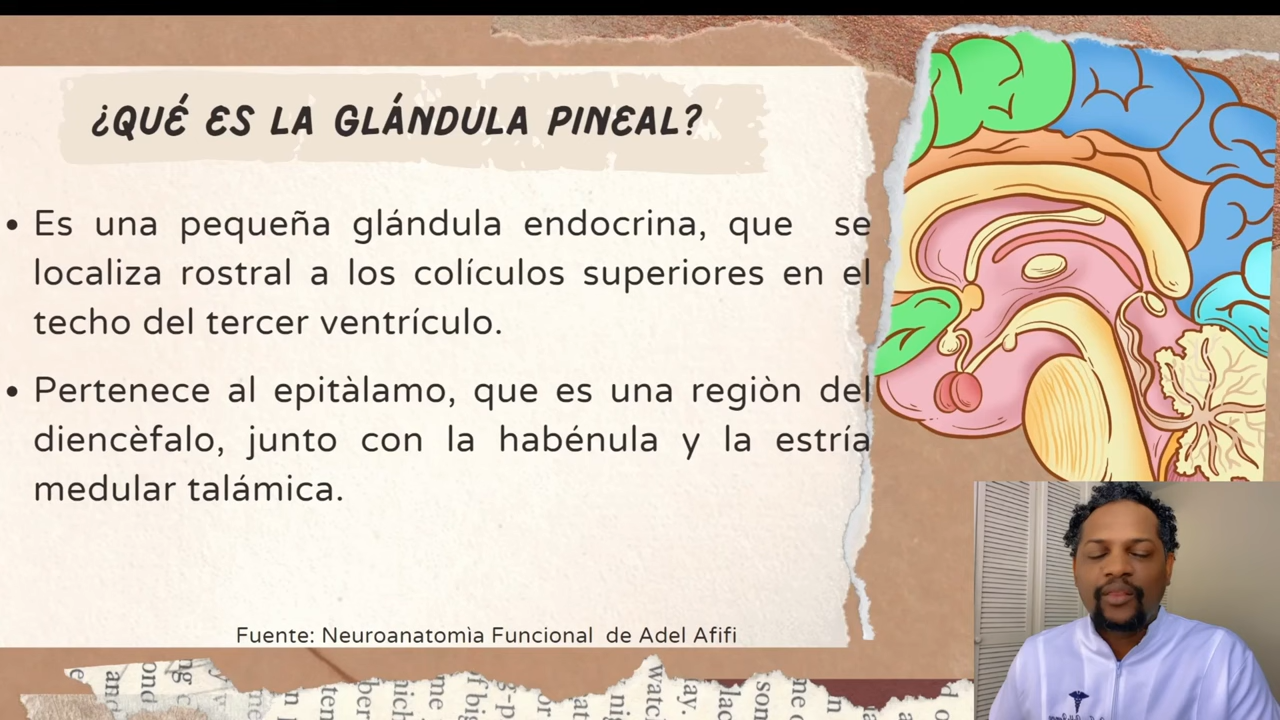 ¿QUÉ ES LA GLÁNDULA PINEAL?
Es una pequeña glándula endocrina, que se
localiza rostral a los colículos superiores en el
techo del tercer ventrículo.
Pertenece al epitàlamo, que es una regiòn del
diencèfalo, junto con la habénula y la estría
medular talámica.
Fuente: Neuroanatomìa Funcional de Adel Afifi